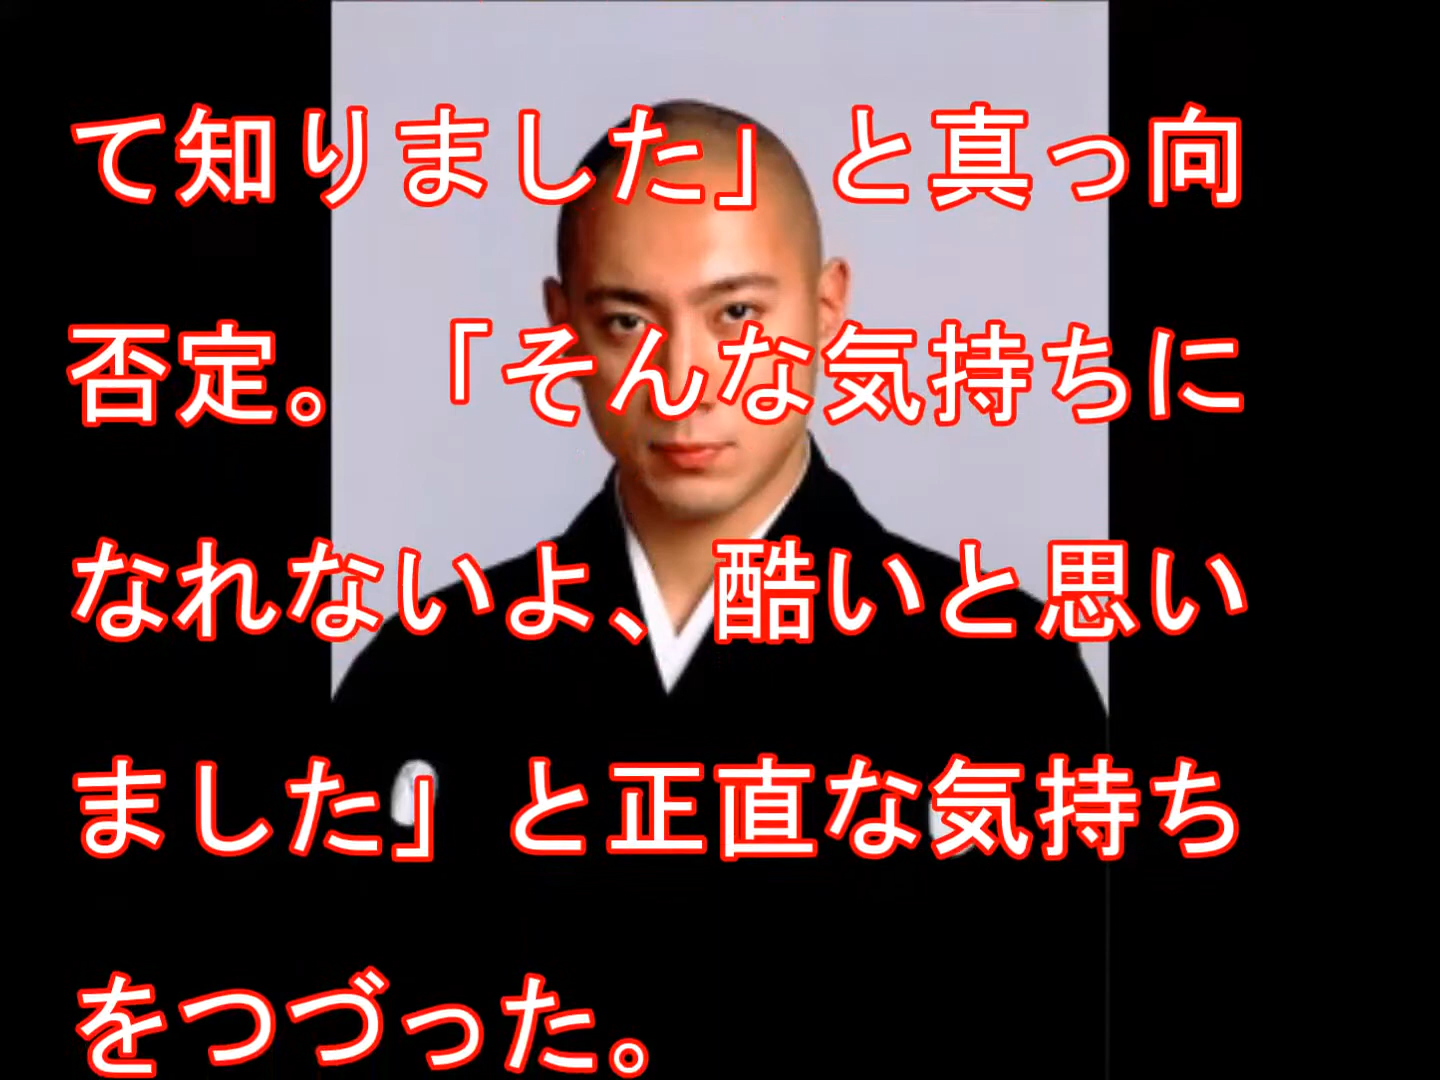 て知りました」と真っ向
否定。「そんな気持ちに
なれないよ、酷いと思い
ました」と正直な気持ち
をつづった。